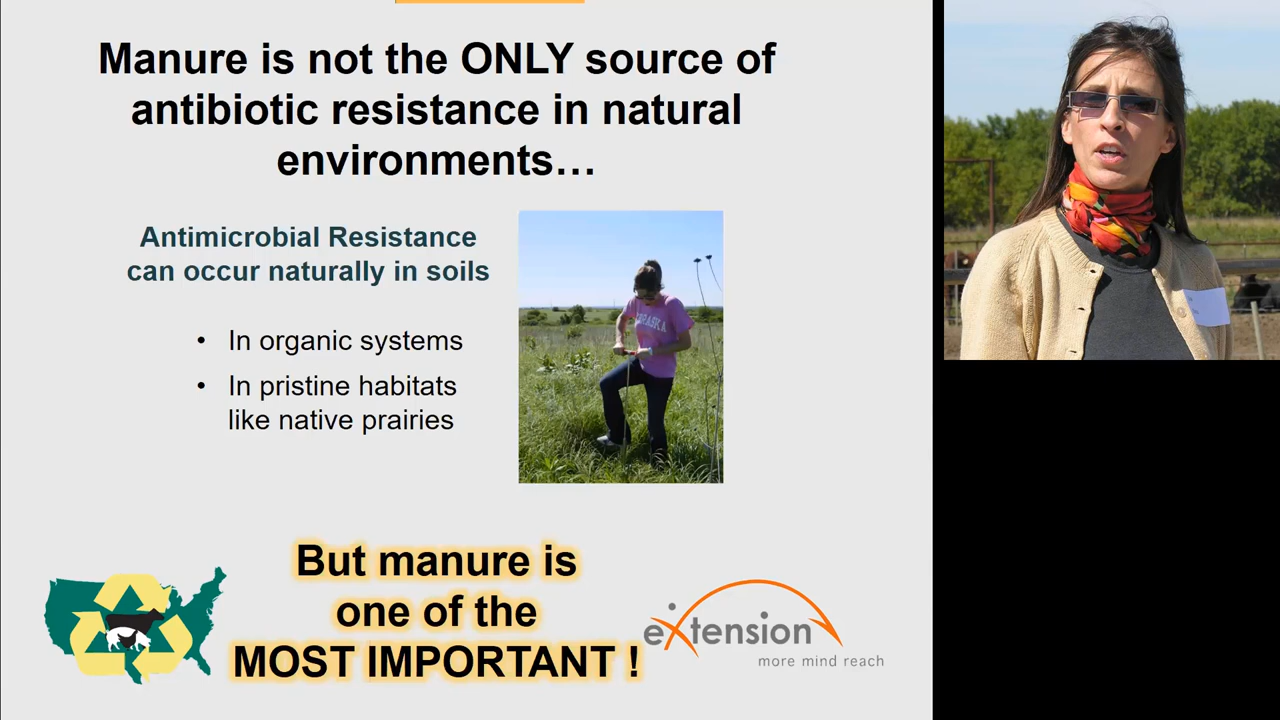 Manure is not the ONLY source of
antibiotic resistance in natural
environments…
Antimicrobial Resistance
can occur naturally in soils
• In organic systems
• In pristine habitats
like native prairies
But manure is
one of the
MOST IMPORTANT !
eXtension
more mind reach